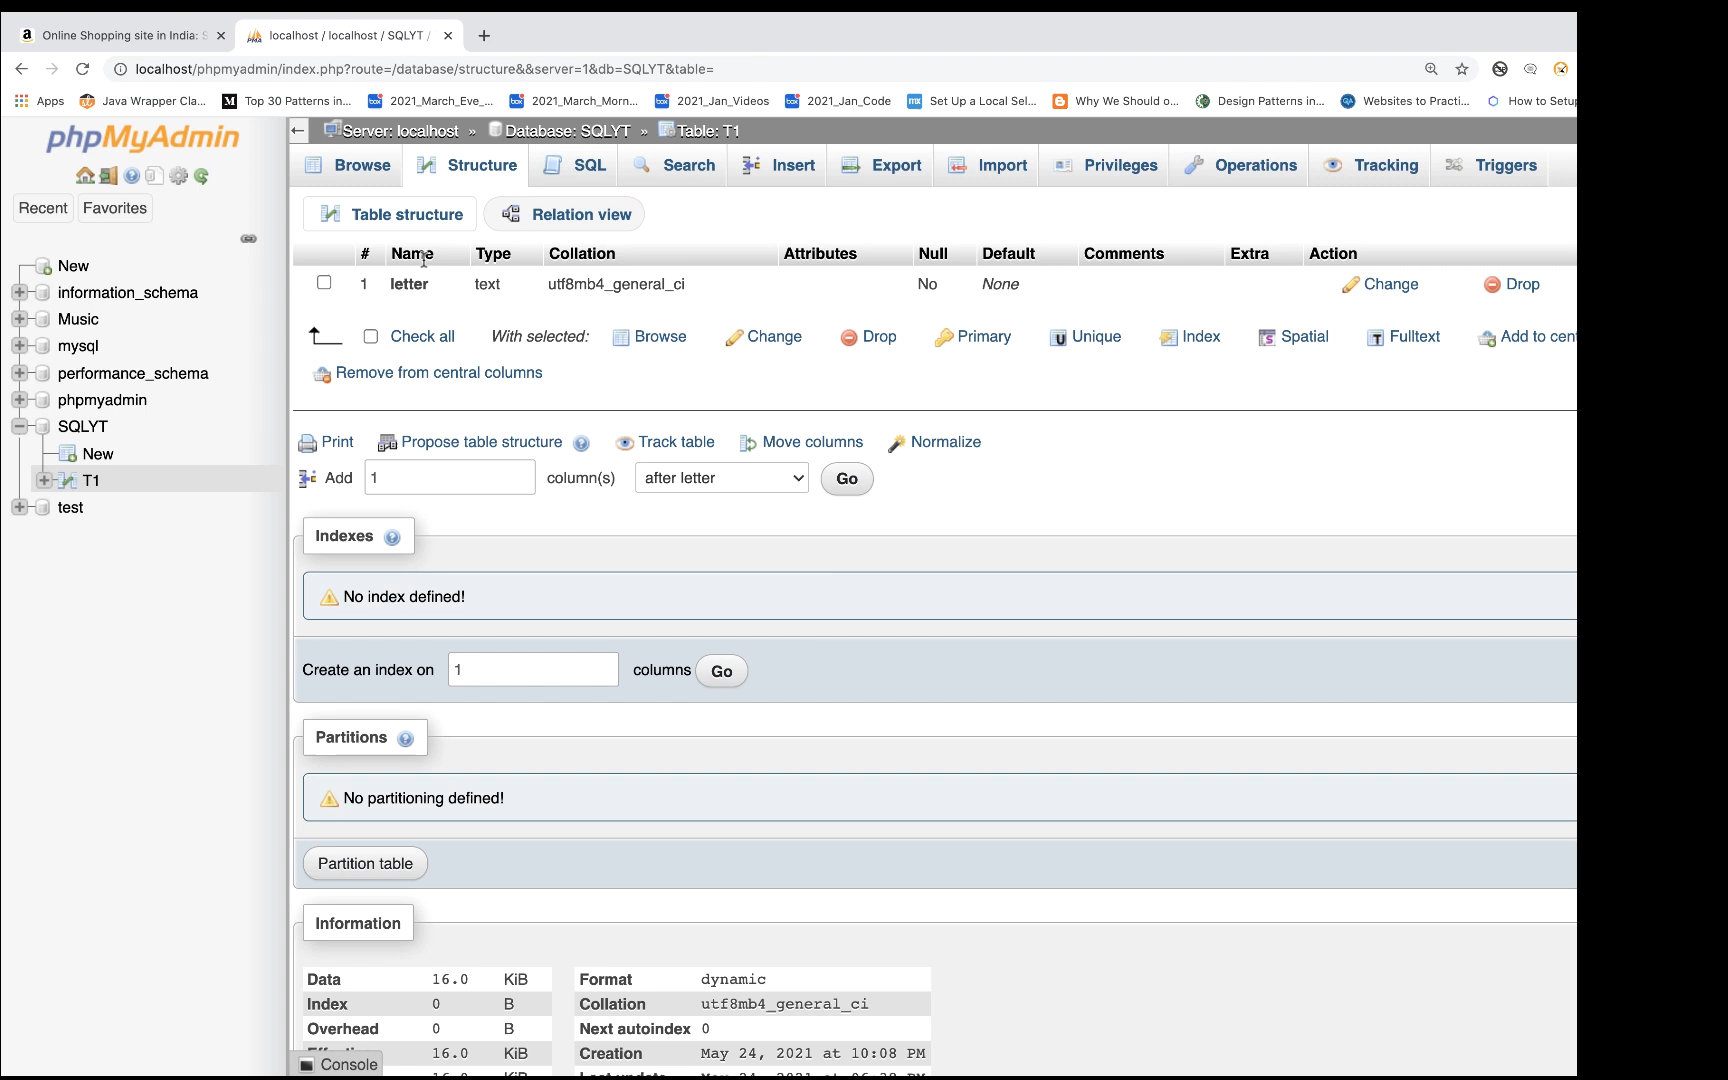 Online Shopping site in India: S
localhost / localhost / SQLYT /
localhost/phpmyadmin/index.php?route=/database/structure&&server=1&db=SQLYT&table=
Apps Java Wrapper Cla... Top 30 Patterns in... 2021_March_Eve_... 2021_March_Morn... 2021_Jan_Videos 2021_Jan_Code Set Up a Local Sel... Why We Should o... Design Patterns in... Websites to Practi... How to Setup
phpMyAdmin
Recent Favorites
New
information_schema
Music
mysql
performance_schema
phpmyadmin
SQLYT
New
T1
test
Server: localhost » Database: SQLYT » Table: T1
Browse Structure SQL Search Insert Export Import Privileges Operations Tracking Triggers
Table structure Relation view
# Name Type Collation Attributes Null Default Comments Extra Action
1 letter text utf8mb4_general_ci No None Change Drop
Check all With selected: Browse Change Drop Primary Unique Index Spatial Fulltext Add to cent
Remove from central columns
Print Propose table structure Track table Move columns Normalize
Add 1 column(s) after letter Go
Indexes
No index defined!
Create an index on 1 columns Go
Partitions
No partitioning defined!
Partition table
Information
Data 16.0 KiB Format dynamic
Index 0 B Collation utf8mb4_general_ci
Overhead 0 B Next autoindex 0
16.0 KiB Creation May 24, 2021 at 10:08 PM
Console